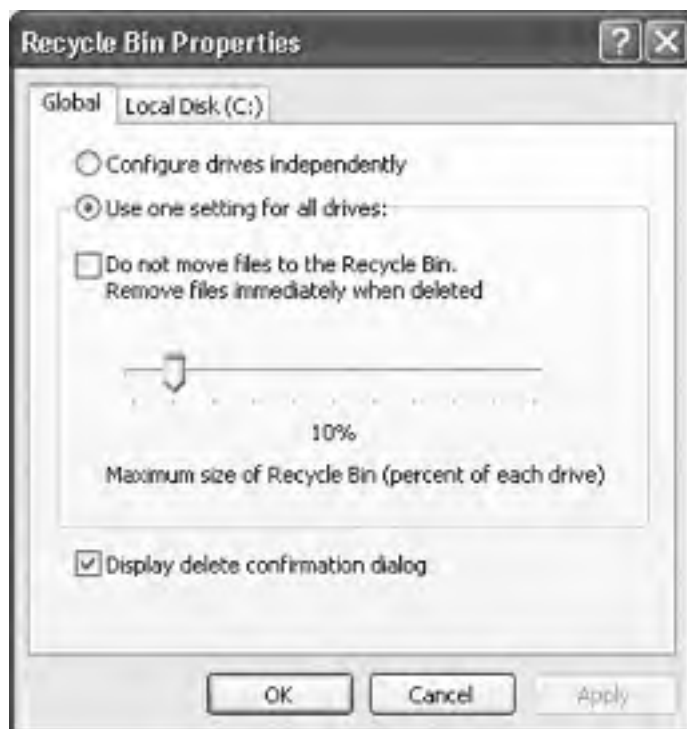 Recycle Bin Properties
Global
Local Disk (C:)
Configure drives independently
Use one setting for all drives:
Do not move files to the Recycle Bin.
Remove files immediately when deleted
10%
Maximum size of Recycle Bin (percent of each drive)
Display delete confirmation dialog
OK
Cancel
Apply